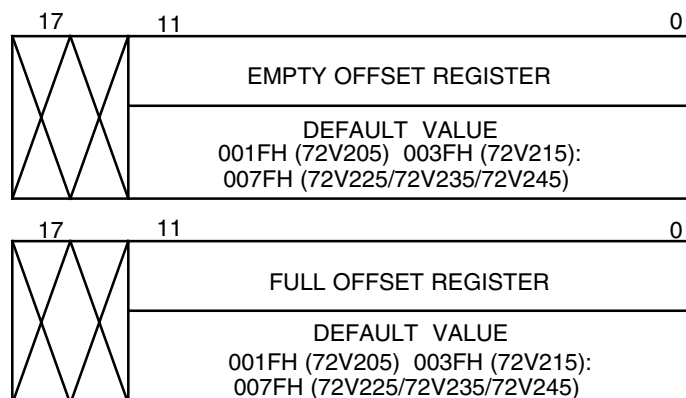 17 11 0
EMPTY OFFSET REGISTER
DEFAULT VALUE
001FH (72V205) 003FH (72V215):
007FH (72V225/72V235/72V245)
17 11 0
FULL OFFSET REGISTER
DEFAULT VALUE
001FH (72V205) 003FH (72V215):
007FH (72V225/72V235/72V245)